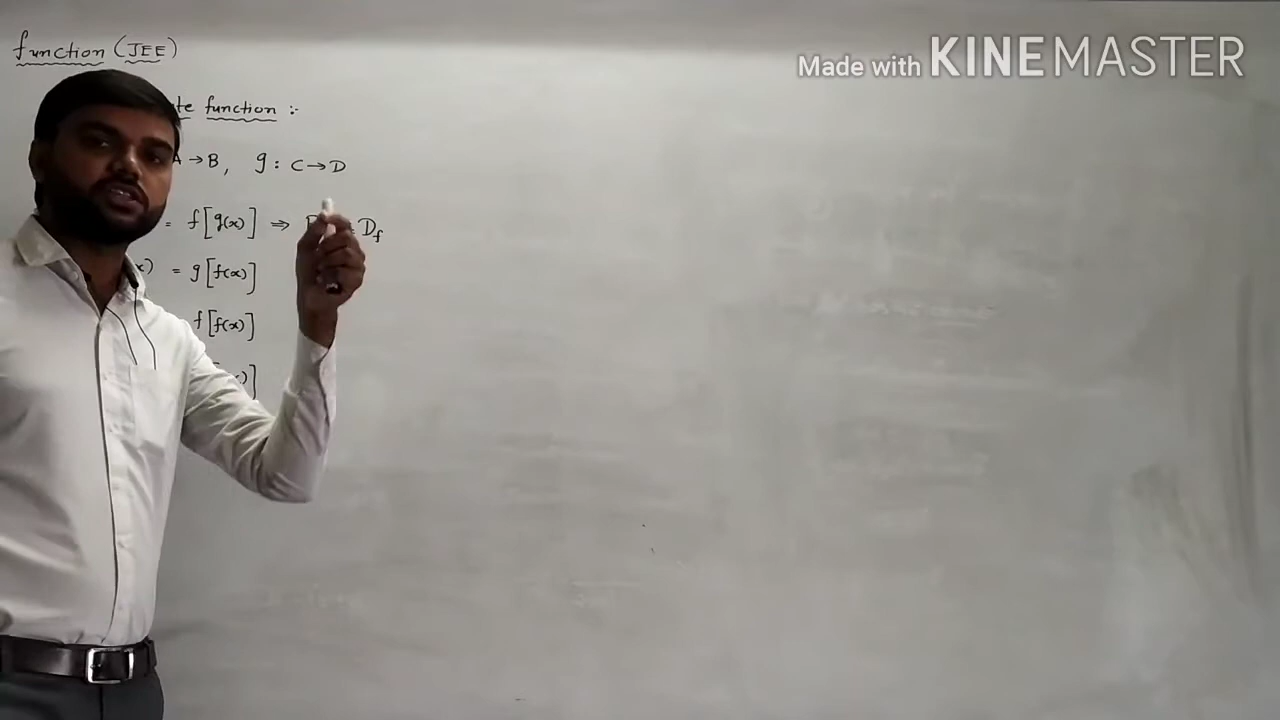 function (JEE)
Made with KINEMASTER
function :-
A → B, g : C → D
= f[g(x)] ⇒ D_f
x) = g[f(x)]
f[f(x)]